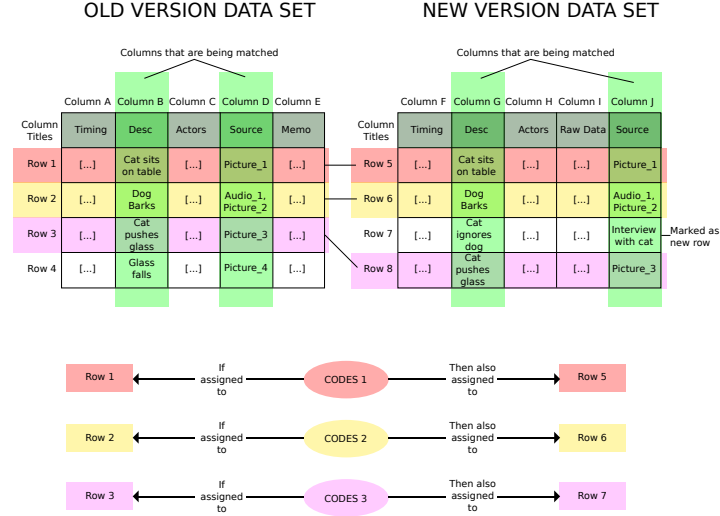 OLD VERSION DATA SET
NEW VERSION DATA SET
Columns that are being matched
Columns that are being matched
Column A Column B Column C Column D Column E
Column F Column G Column H Column I Column J
Column
Titles
Timing Desc Actors Source Memo
Column
Titles
Timing Desc Actors Raw Data Source
Row 1 [...] Cat sits
on table [...] Picture_1 [...]
Row 5 [...] Cat sits
on table [...] [...] Picture_1
Row 2 [...] Dog
Barks [...] Audio_1,
Picture_2 [...]
Row 6 [...] Dog
Barks [...] [...] Audio_1,
Picture_2
Row 3 [...] Cat
pushes
glass [...] Picture_3 [...]
Row 7 [...] Cat
ignores
dog [...] [...] Interview
with cat
Marked as
new row
Row 4 [...] Glass
falls [...] Picture_4 [...]
Row 8 [...] Cat
pushes
glass [...] [...] Picture_3
Row 1
If
assigned
to
CODES 1
Then also
assigned
to
Row 5
Row 2
If
assigned
to
CODES 2
Then also
assigned
to
Row 6
Row 3
If
assigned
to
CODES 3
Then also
assigned
to
Row 7